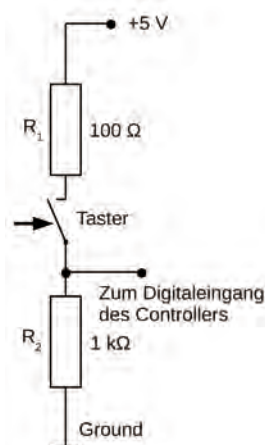 +5 V
R1
100 Ω
Taster
Zum Digitaleingang
des Controllers
R2
1 kΩ
Ground